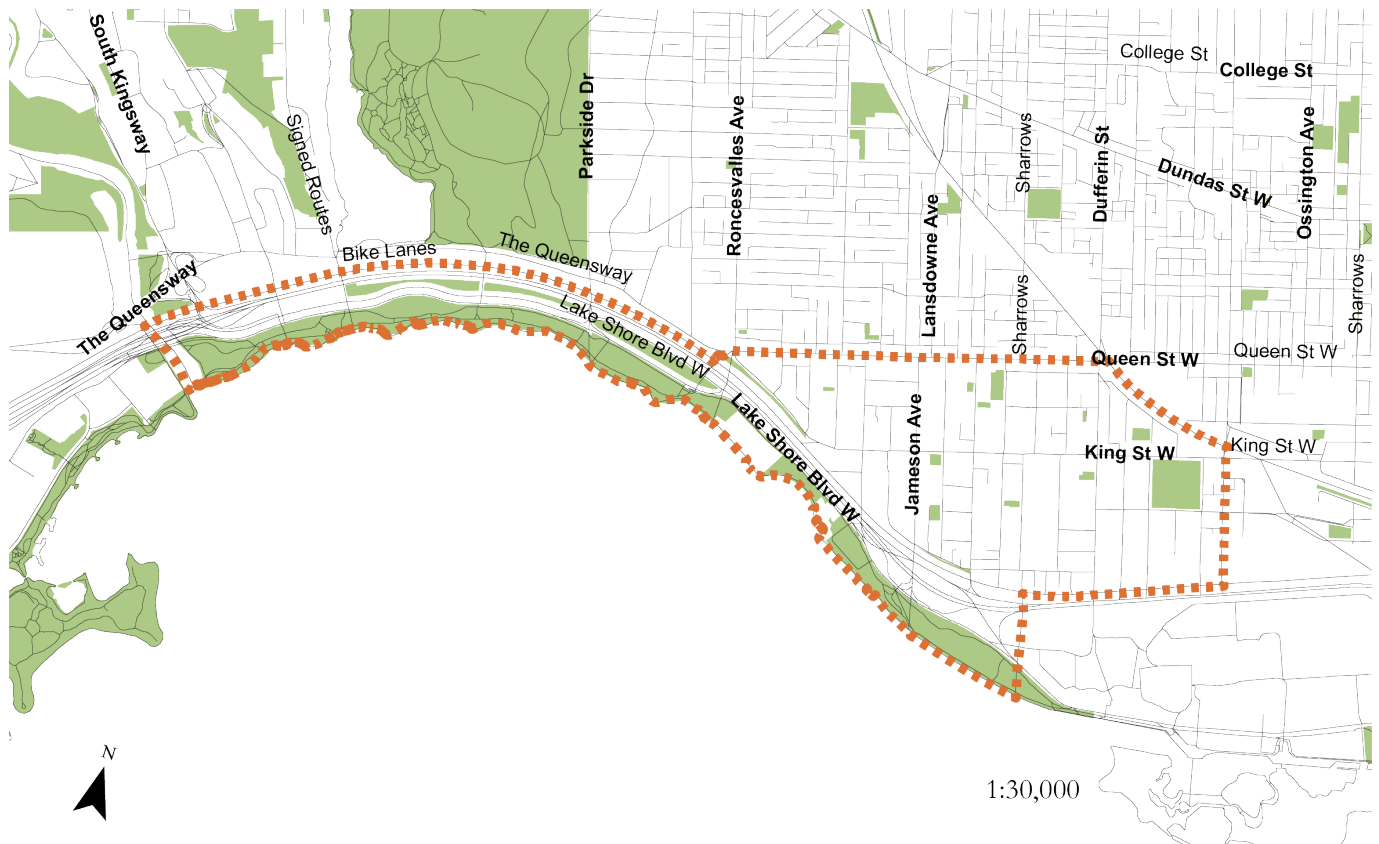 South Kingsway
College St
College St
Signed Routes
Parkside Dr
Roncesvalles Ave
Sharrows
Dufferin St
Dundas St W
Ossington Ave
Lansdowne Ave
The Queensway
Bike Lanes
The Queensway
Sharrows
Sharrows
Lake Shore Blvd W
Queen St W
Queen St W
Lake Shore Blvd W
Jameson Ave
King St W
King St W
N
1:30,000